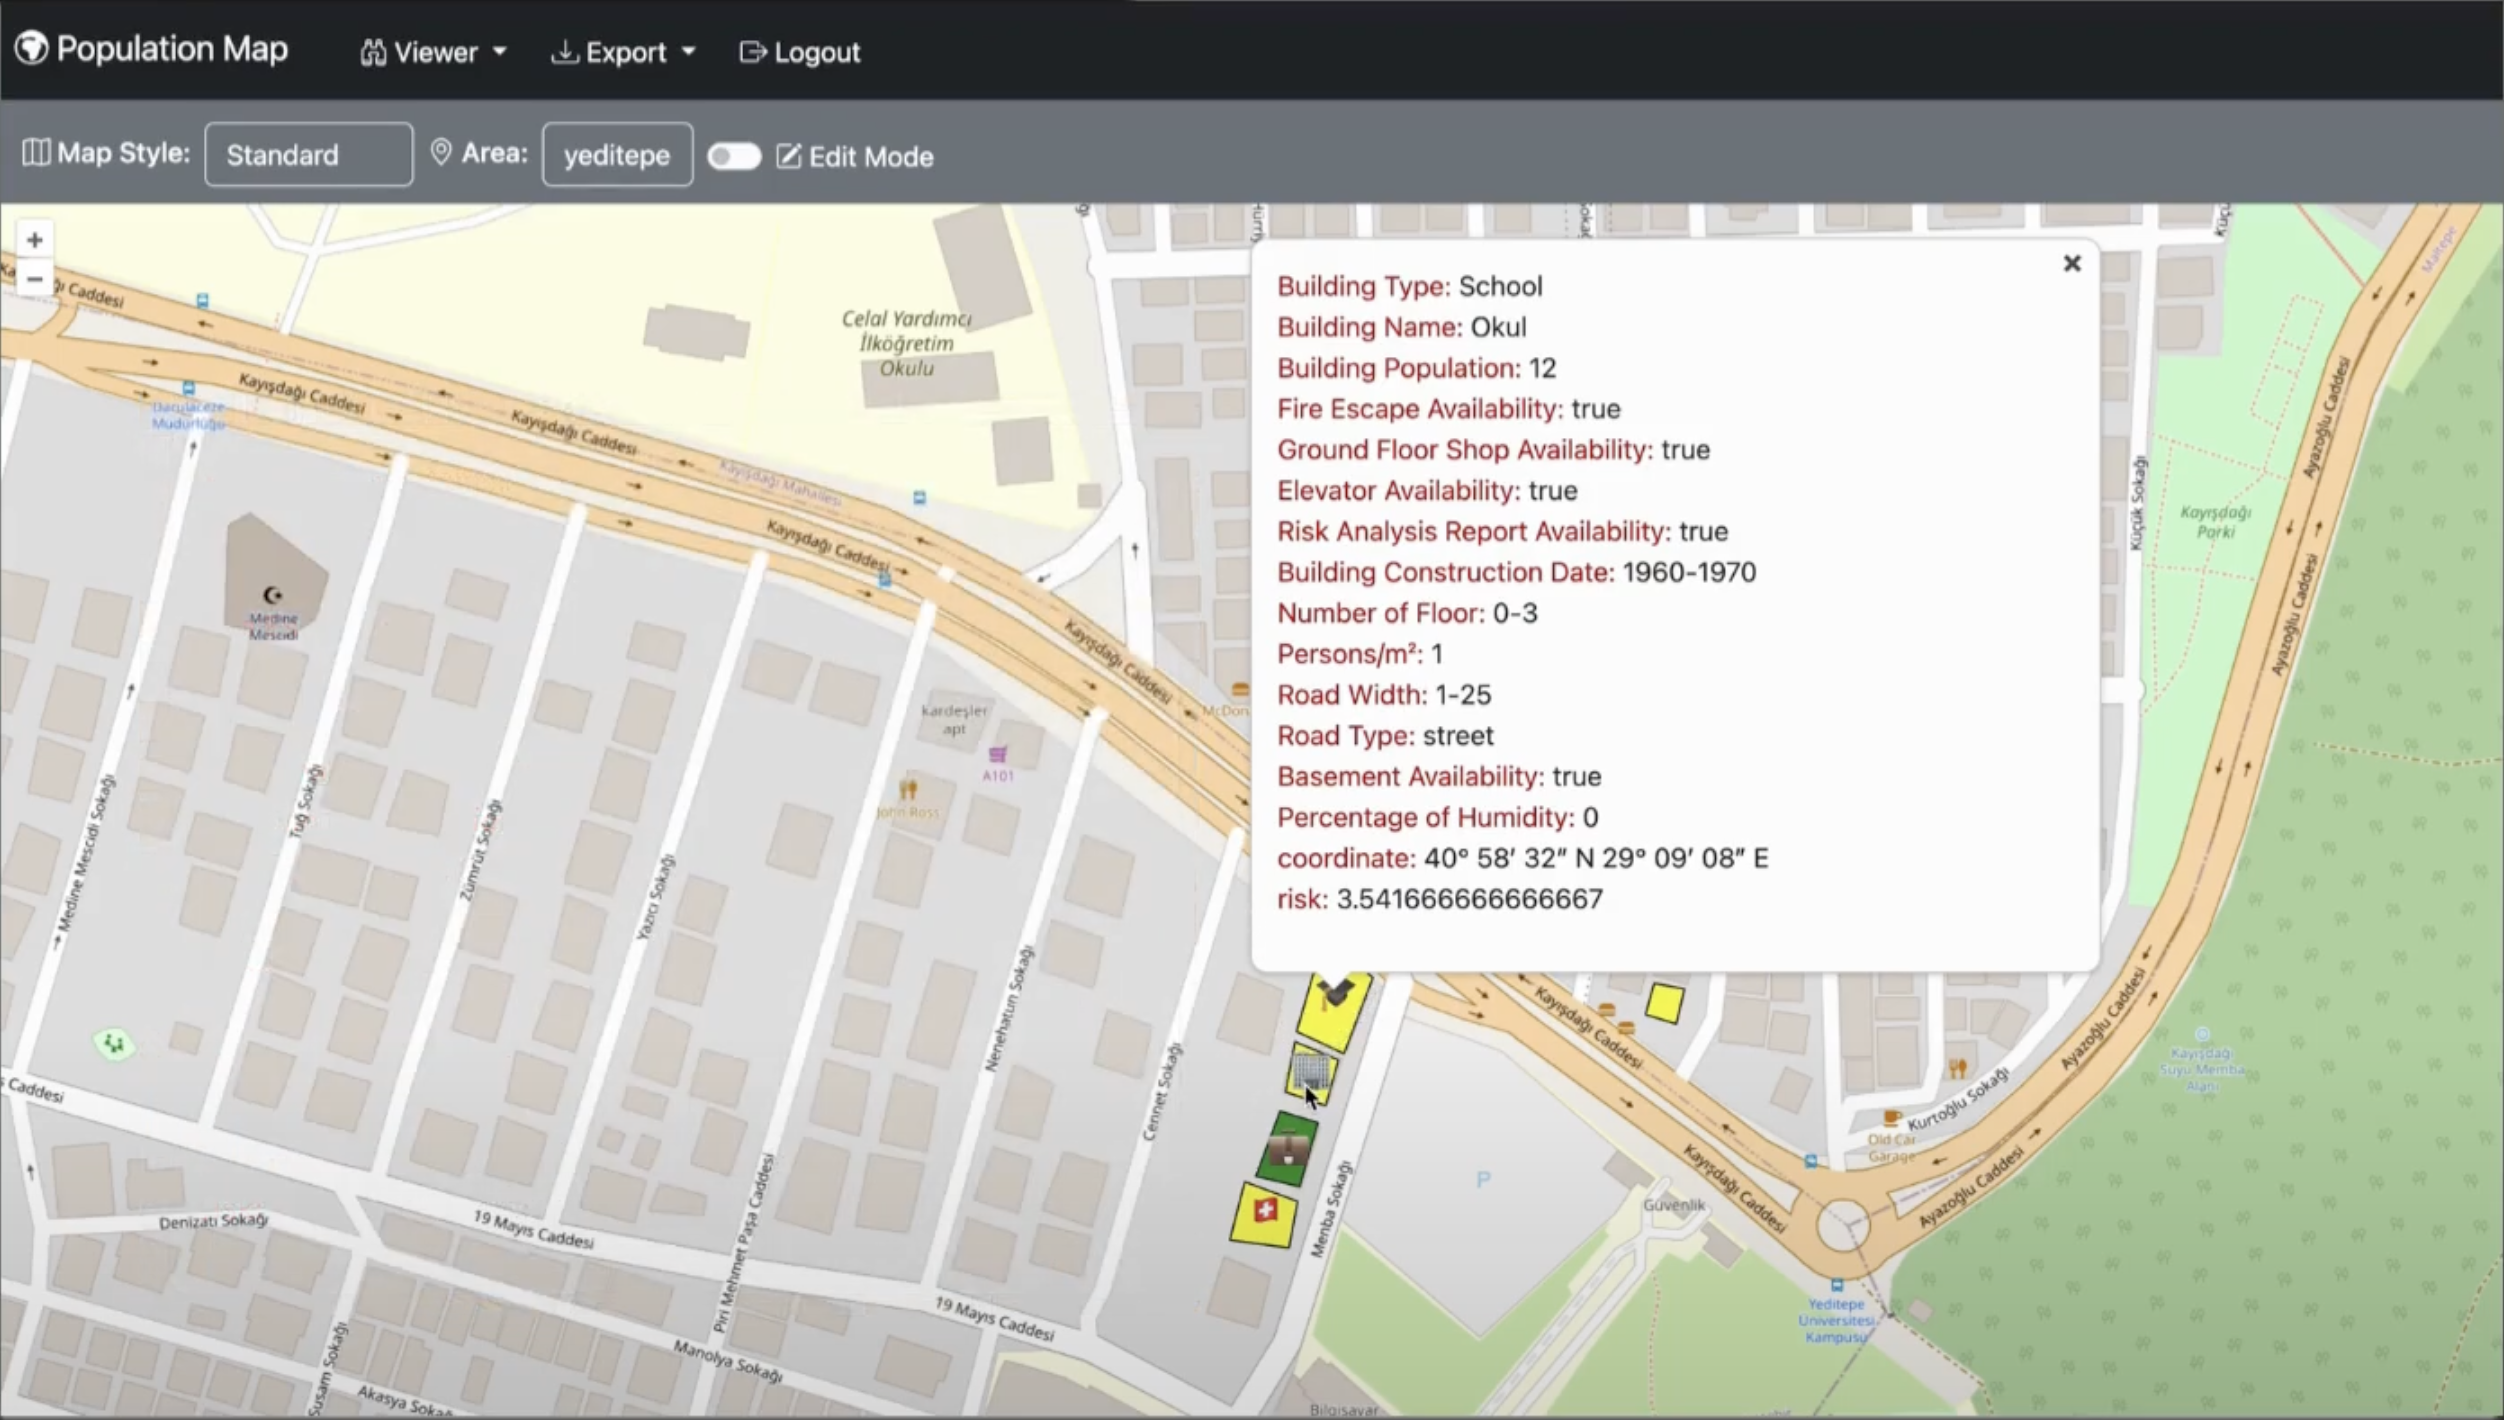 Population Map
Viewer
Export
Logout
Map Style:
Standard
Area:
yeditepe
Edit Mode
+
−
Building Type: School
Building Name: Okul
Building Population: 12
Fire Escape Availability: true
Ground Floor Shop Availability: true
Elevator Availability: true
Risk Analysis Report Availability: true
Building Construction Date: 1960-1970
Number of Floor: 0-3
Persons/m²: 1
Road Width: 1-25
Road Type: street
Basement Availability: true
Percentage of Humidity: 0
coordinate: 40° 58′ 32″ N 29° 09′ 08″ E
risk: 3.541666666666667
Celal Yardımcı
İlköğretim
Okulu
Caddesi
Kayışdağı Caddesi
Kayışdağı Caddesi
Kayışdağı Mahallesi
Kayışdağı Caddesi
Kayışdağı Caddesi
Darülaceze
Müdürlüğü
Medine
Mescidi
kardeşler
apt
A101
John Ross
McDon
Medine Mescidi Sokağı
Tuğ Sokağı
Zümrüt Sokağı
Yazıcı Sokağı
Piri Mehmet Paşa Caddesi
Nenehatun Sokağı
Cennet Sokağı
Menba Sokağı
Caddesi
Denizatı Sokağı
19 Mayıs Caddesi
19 Mayıs Caddesi
Manolya Sokağı
Susam Sokağı
Akasya
Küçük Sokağı
Kayışdağı
Parkı
Maltepe
Ayazoğlu Caddesi
Ayazoğlu Caddesi
Ayazoğlu Caddesi
Ayazoğlu Caddesi
Kayışdağı
Suyu Memba
Alanı
Kayışdağı Caddesi
Kayışdağı Caddesi
Kurtoğlu Sokağı
Old Car
Garage
P
Güvenlik
Yeditepe
Üniversitesi
Kampüsü
Bilgisayar